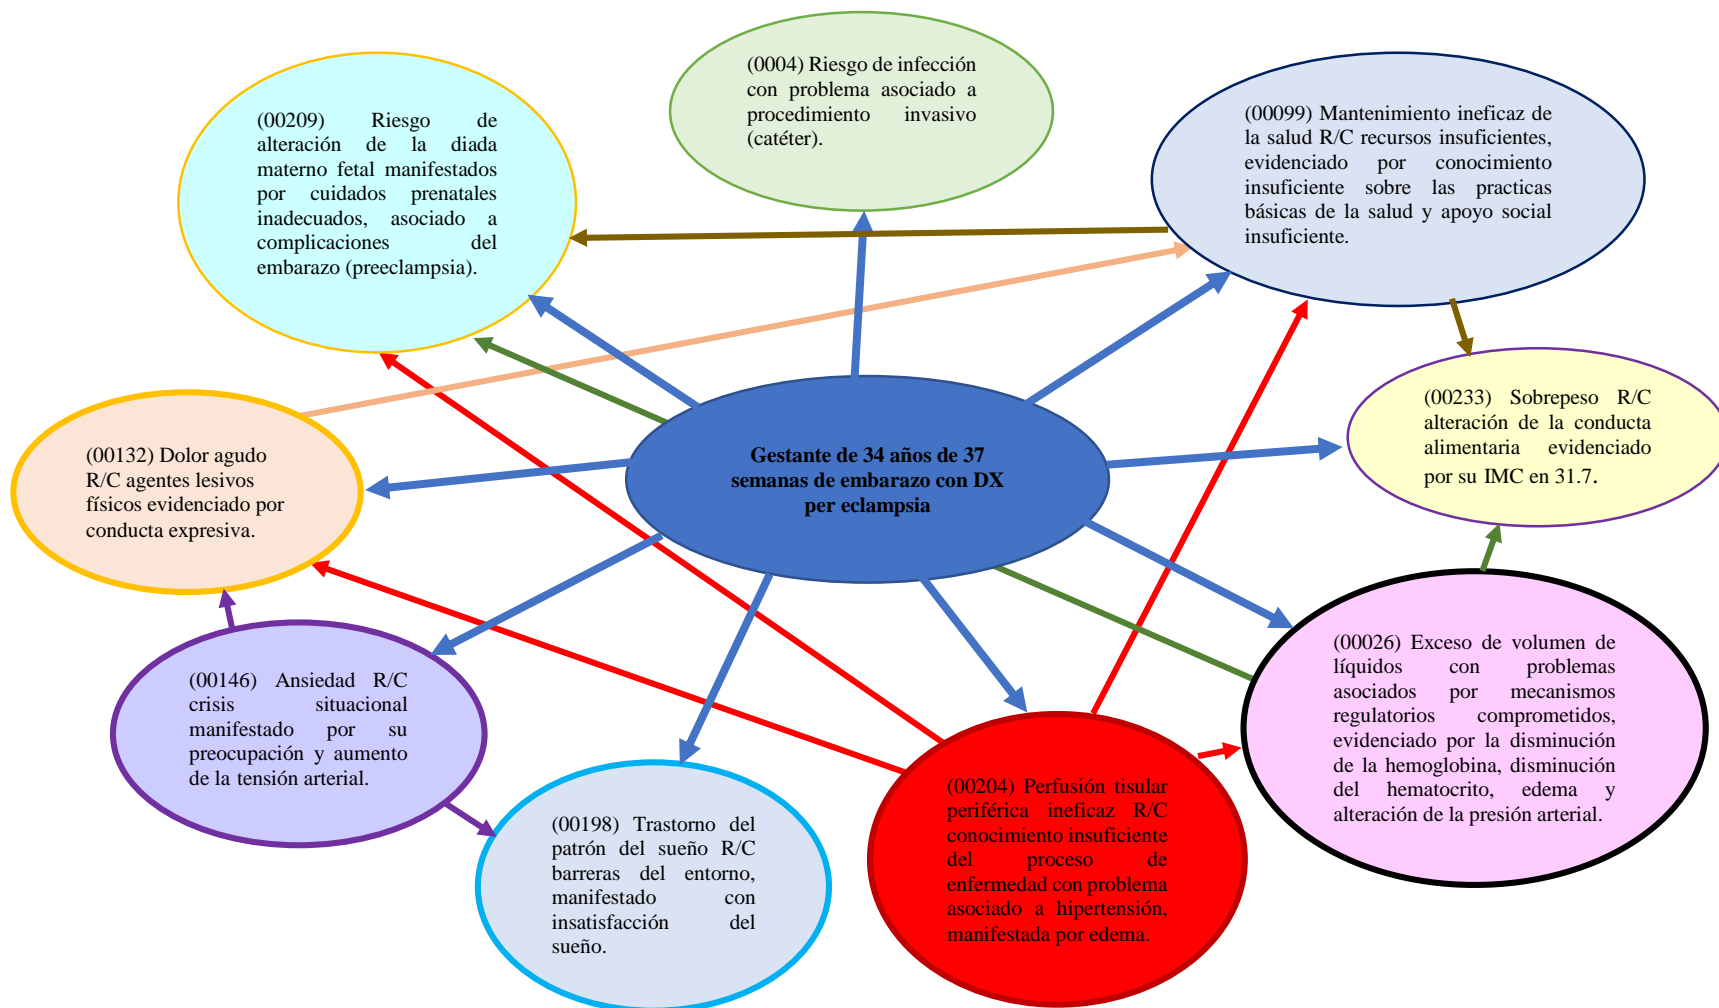 (0004) Riesgo de infección
con problema asociado a
procedimiento invasivo
(catéter).
(00209) Riesgo de
alteración de la diada
materno fetal manifestados
por cuidados prenatales
inadecuados, asociado a
complicaciones del
embarazo (preeclampsia).
(00099) Mantenimiento ineficaz de
la salud R/C recursos insuficientes,
evidenciado por conocimiento
insuficiente sobre las practicas
básicas de la salud y apoyo social
insuficiente.
(00132) Dolor agudo
R/C agentes lesivos
físicos evidenciado por
conducta expresiva.
Gestante de 34 años de 37
semanas de embarazo con DX
per eclampsia
(00233) Sobrepeso R/C
alteración de la conducta
alimentaria evidenciado
por su IMC en 31.7.
(00146) Ansiedad R/C
crisis situacional
manifestado por su
preocupación y aumento
de la tensión arterial.
(00198) Trastorno del
patrón del sueño R/C
barreras del entorno,
manifestado con
insatisfacción del
sueño.
(00204) Perfusión tisular
periférica ineficaz R/C
conocimiento insuficiente
del proceso de
enfermedad con problema
asociado a hipertensión,
manifestada por edema.
(00026) Exceso de volumen de
líquidos con problemas
asociados por mecanismos
regulatorios comprometidos,
evidenciado por la disminución
de la hemoglobina, disminución
del hematocrito, edema y
alteración de la presión arterial.